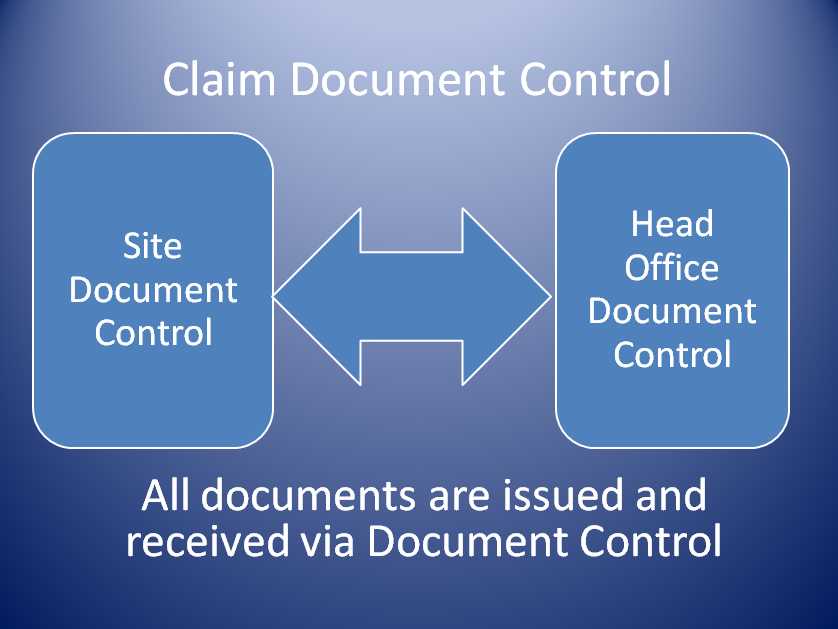 Claim Document Control
Site
Document
Control
Head
Office
Document
Control
All documents are issued and
received via Document Control